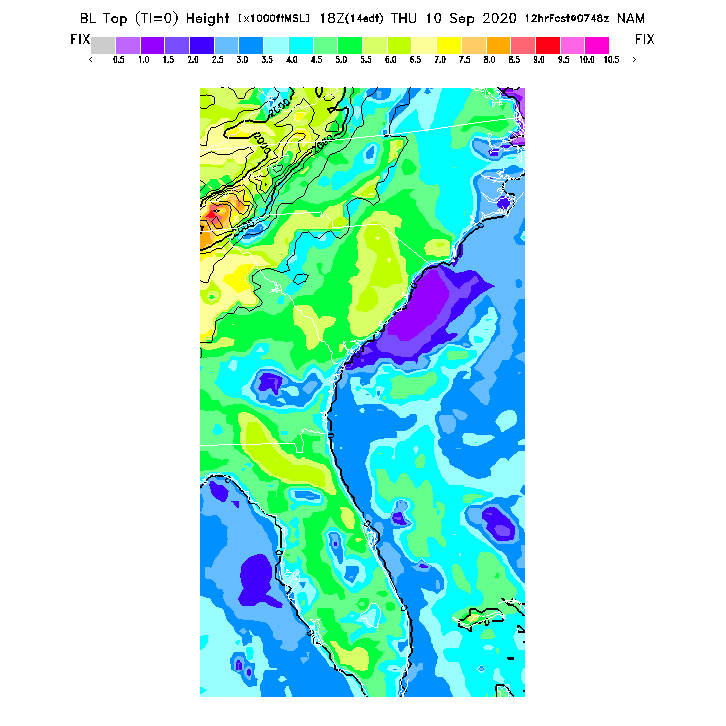 BL Top (TI=0) Height [x1000ftMSL] 18Z(14edt) THU 10 Sep 2020 12hrFcst@0748z NAM
FIX FIX
< 0.5 1.0 1.5 2.0 2.5 3.0 3.5 4.0 4.5 5.0 5.5 6.0 6.5 7.0 7.5 8.0 8.5 9.0 9.5 10.0 10.5 >
2000
2000